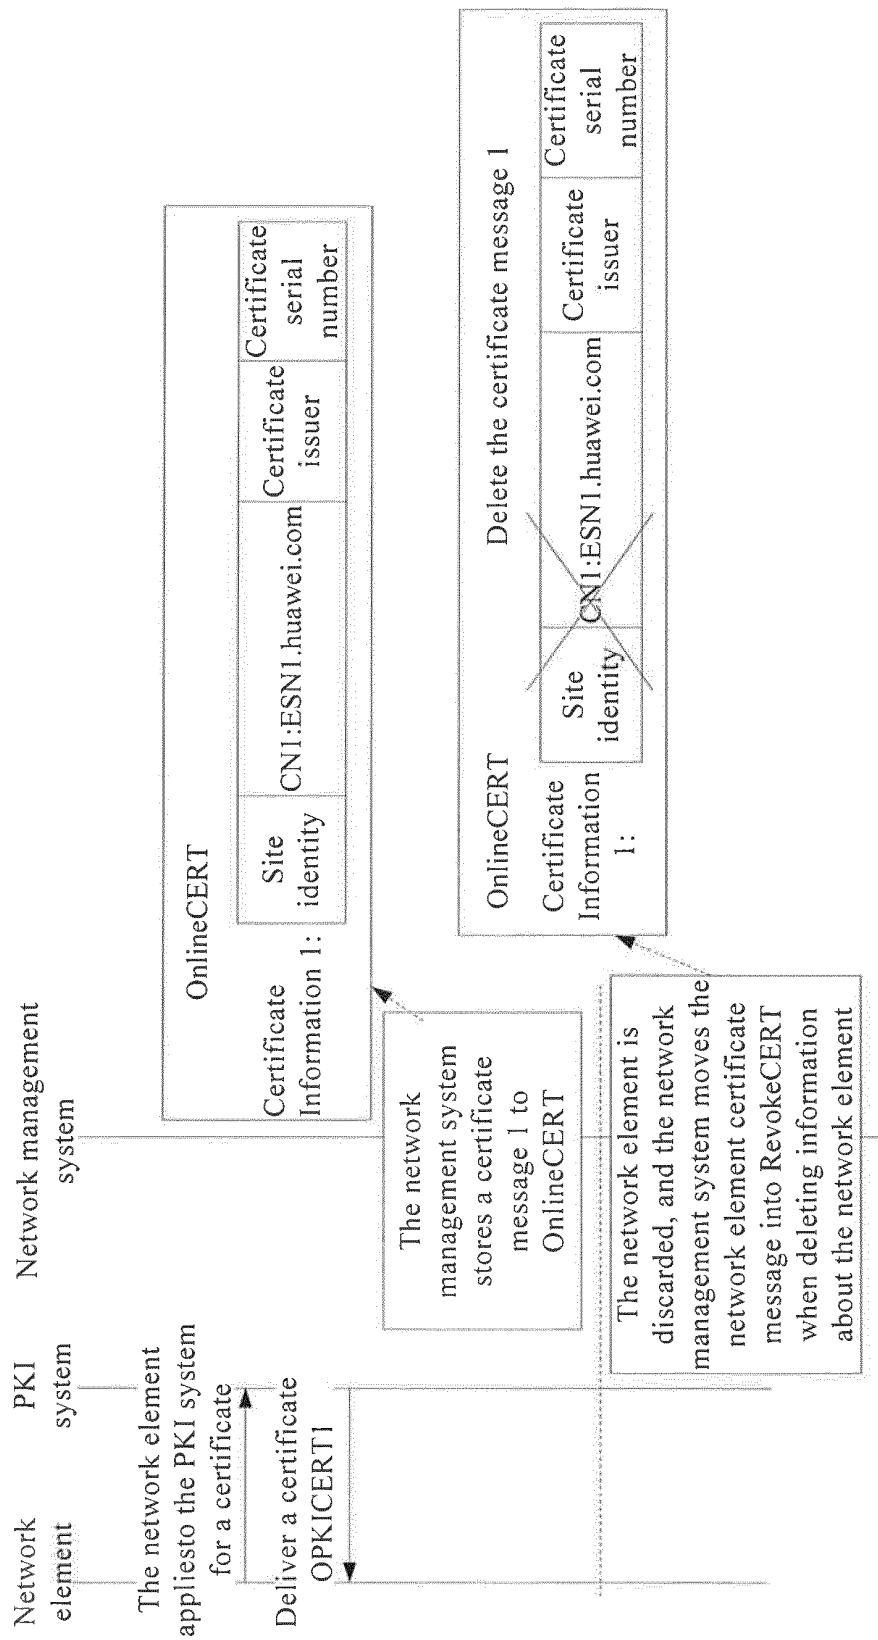 Network
element
PKI
system
Network management
system
The network element
appliesto the PKI system
for a certificate
Deliver a certificate
OPKICERT1
OnlineCERT
Certificate
Information 1:
Site
identity
CN1:ESN1.huawei.com
Certificate
issuer
Certificate
serial
number
The network
management system
stores a certificate
message 1 to
OnlineCERT
OnlineCERT
Delete the certificate message 1
Certificate
Information
1:
Site
identity
CN1:ESN1.huawei.com
Certificate
issuer
Certificate
serial
number
The network element is
discarded, and the network
management system moves the
network element certificate
message into RevokeCERT
when deleting information
about the network element